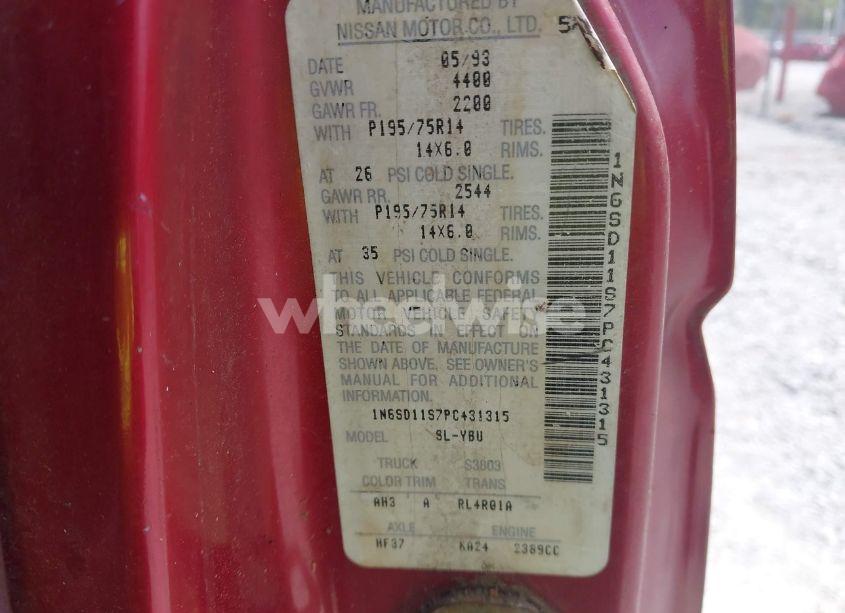 MANUFACTURED BY
NISSAN MOTOR CO., LTD.
DATE 05/93
GVWR 4400
GAWR FR. 2200
WITH P195/75R14 TIRES.
14X6.0 RIMS.
AT 26 PSI COLD SINGLE.
GAWR RR. 2544
WITH P195/75R14 TIRES.
14X6.0 RIMS.
AT 35 PSI COLD SINGLE.
THIS VEHICLE CONFORMS
TO ALL APPLICABLE FEDERAL
MOTOR VEHICLE SAFETY
STANDARDS IN EFFECT ON
THE DATE OF MANUFACTURE
SHOWN ABOVE. SEE OWNER'S
MANUAL FOR ADDITIONAL
INFORMATION.
1N6SD11S7PC431315
MODEL SL-YBU
TRUCK S3803
COLOR TRIM TRANS
AH3 A RL4R01A
AXLE ENGINE
HF37 KA24 2389CC
1N6SD11S7PC431315
wheelwise